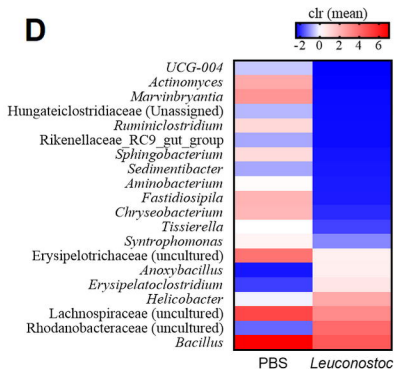 D
clr (mean)
-2 0 2 4 6
UCG-004
Actinomyces
Marvinbryantia
Hungateiclostridiaceae (Unassigned)
Ruminiclostridium
Rikenellaceae_RC9_gut_group
Sphingobacterium
Sedimentibacter
Aminobacterium
Fastidiosipila
Chryseobacterium
Tissierella
Syntrophomonas
Erysipelotrichaceae (uncultured)
Anoxybacillus
Erysipelatoclostridium
Helicobacter
Lachnospiraceae (uncultured)
Rhodanobacteraceae (uncultured)
Bacillus
PBS Leuconostoc